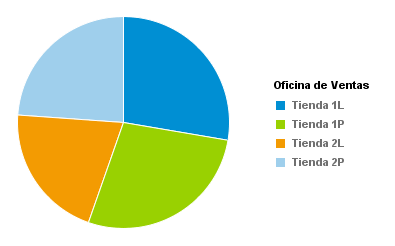 Oficina de Ventas
Tienda 1L
Tienda 1P
Tienda 2L
Tienda 2P